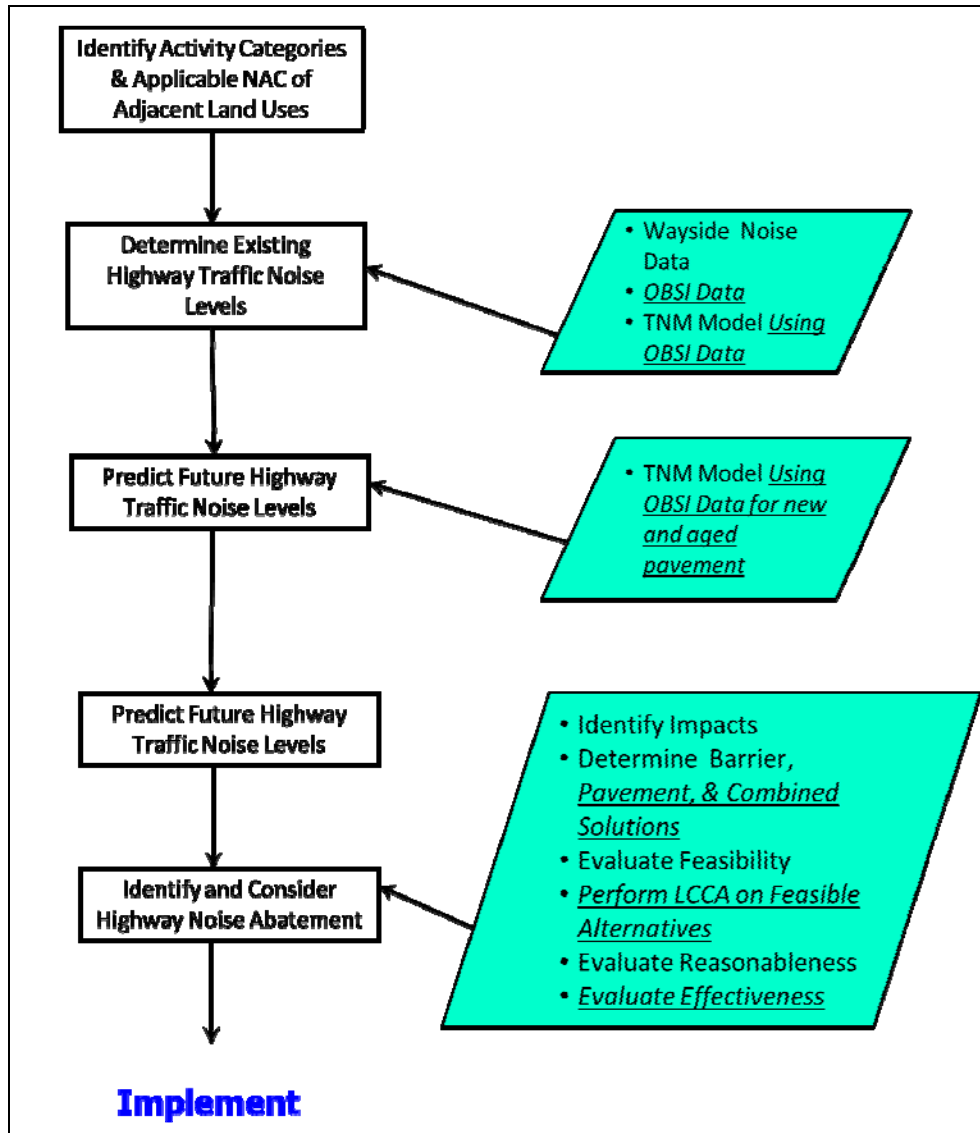 Identify Activity Categories
& Applicable NAC of
Adjacent Land Uses
Determine Existing
Highway Traffic Noise
Levels
• Wayside Noise
Data
• OBSI Data
• TNM Model Using
OBSI Data
Predict Future Highway
Traffic Noise Levels
• TNM Model Using
OBSI Data for new
and aged
pavement
Predict Future Highway
Traffic Noise Levels
Identify and Consider
Highway Noise Abatement
• Identify Impacts
• Determine Barrier,
Pavement, & Combined
Solutions
• Evaluate Feasibility
• Perform LCCA on Feasible
Alternatives
• Evaluate Reasonableness
• Evaluate Effectiveness
Implement